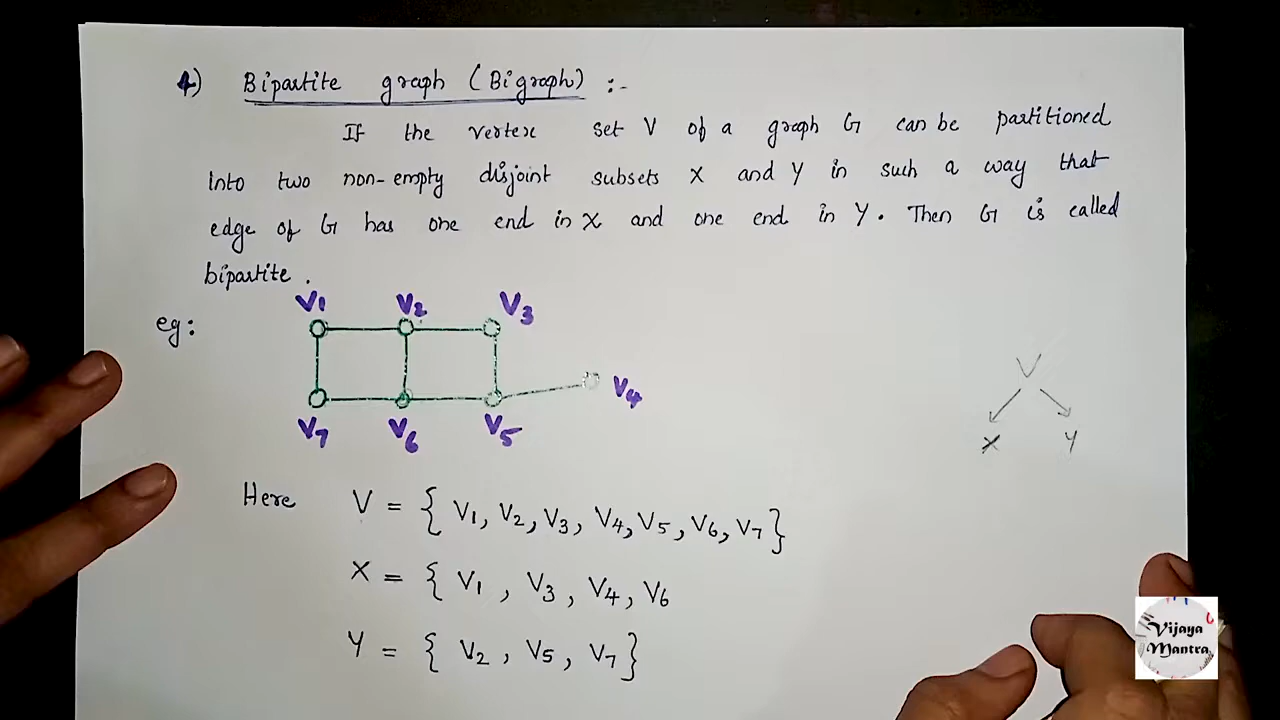 4) Bipartite graph (Bigraph) :-
If the vertex set V of a graph G can be partitioned
into two non-empty disjoint subsets X and Y in such a way that
edge of G has one end in X and one end in Y. Then G is called
bipartite.
eg:
V1 V2 V3
V4
V7 V6 V5
V
X Y
Here V = { V1, V2, V3, V4, V5, V6, V7 }
X = { V1 , V3 , V4, V6
Y = { V2 , V5 , V7 }
Vijaya
Mantra